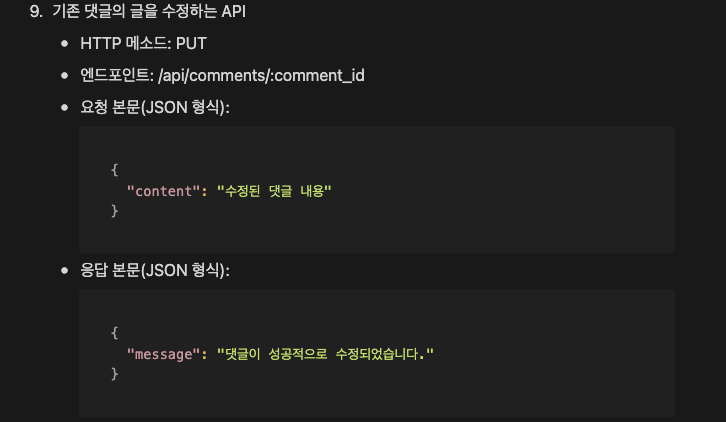 9. 기존 댓글의 글을 수정하는 API
• HTTP 메소드: PUT
• 엔드포인트: /api/comments/:comment_id
• 요청 본문(JSON 형식):
{
"content": "수정된 댓글 내용"
}
• 응답 본문(JSON 형식):
{
"message": "댓글이 성공적으로 수정되었습니다."
}